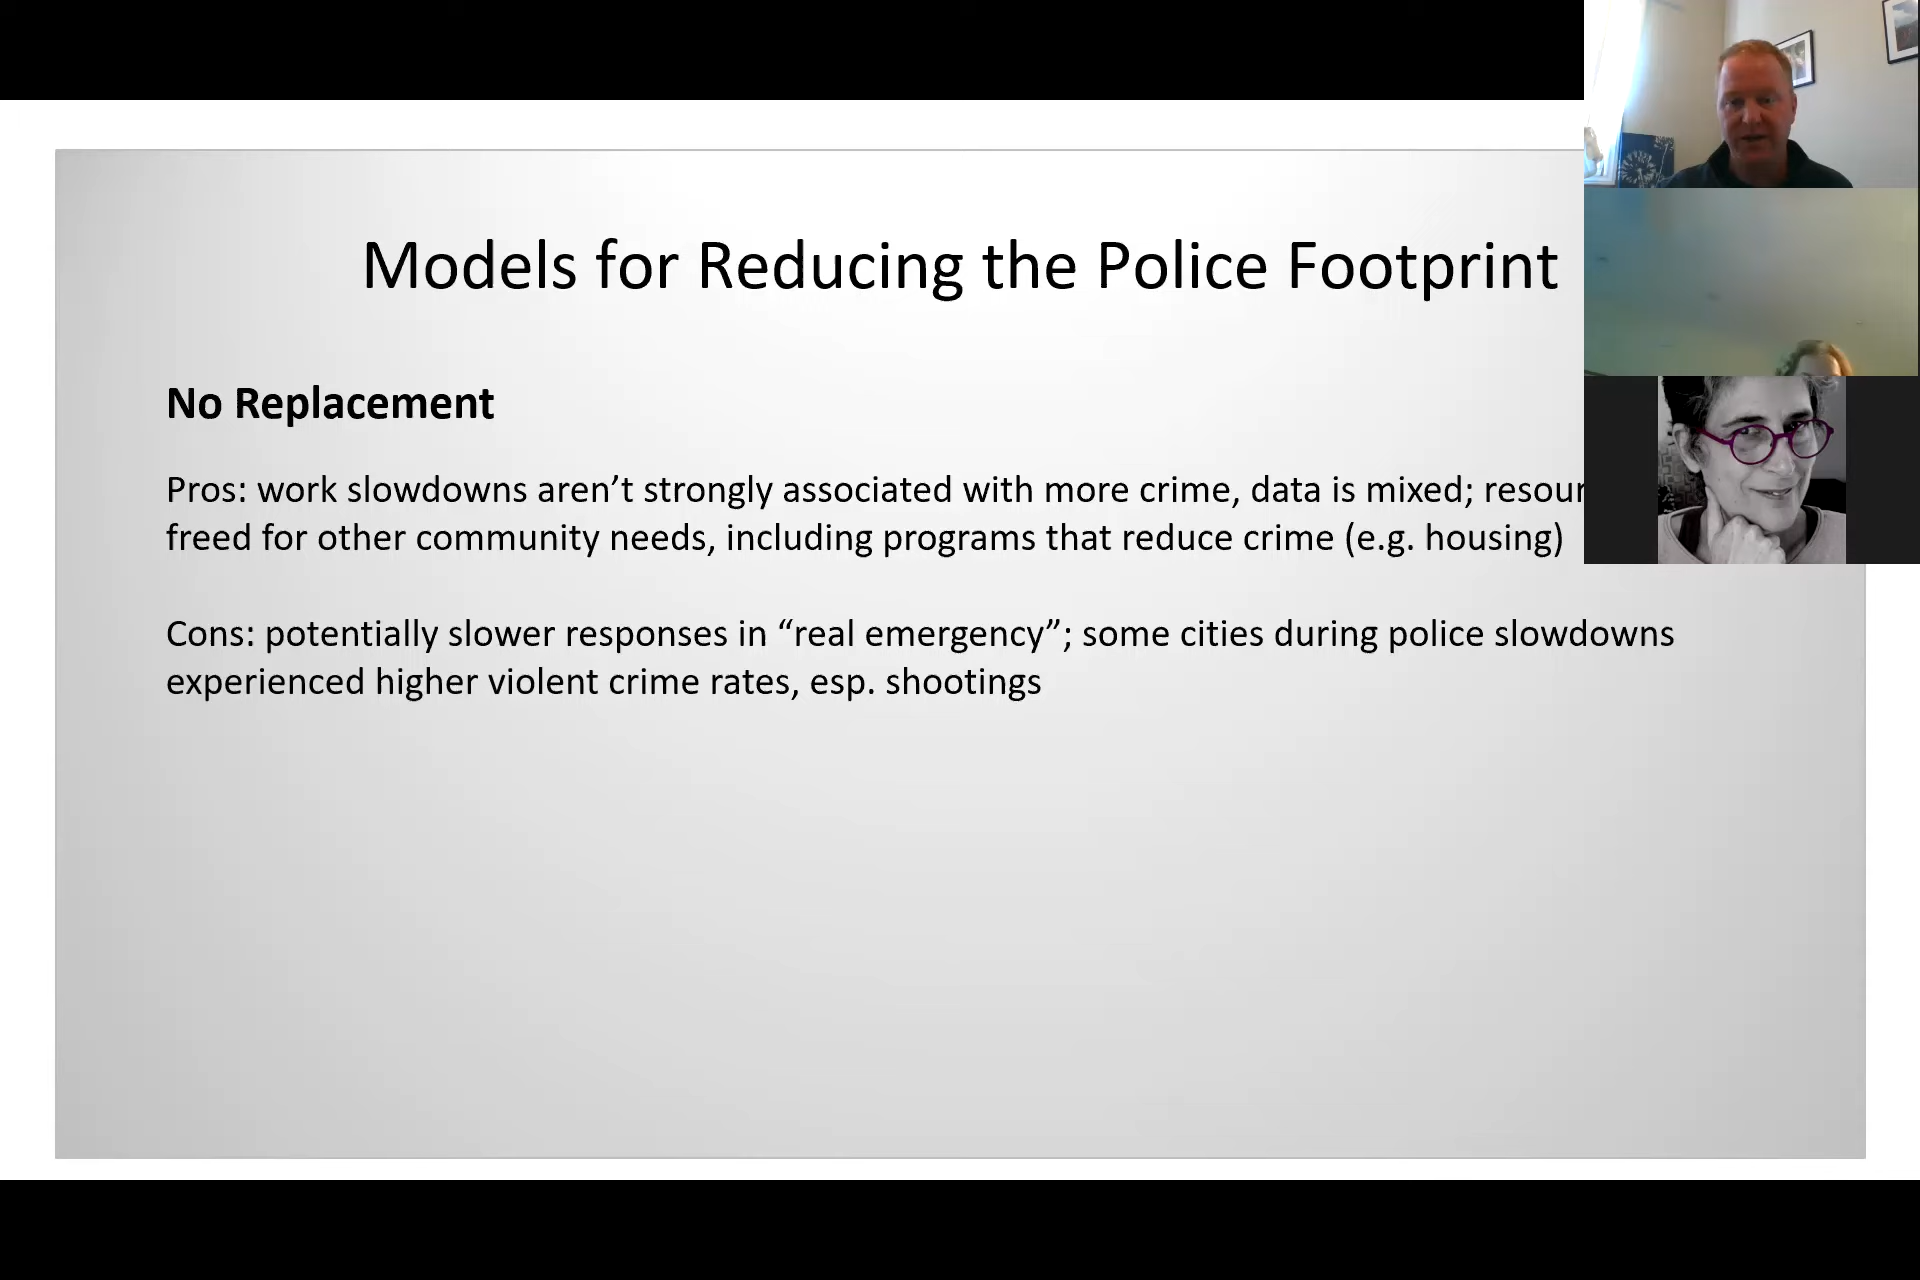 Models for Reducing the Police Footprint
No Replacement
Pros: work slowdowns aren’t strongly associated with more crime, data is mixed;
freed for other community needs, including programs that reduce crime (e.g. housing)
Cons: potentially slower responses in “real emergency”; some cities during police slowdowns
experienced higher violent crime rates, esp. shootings